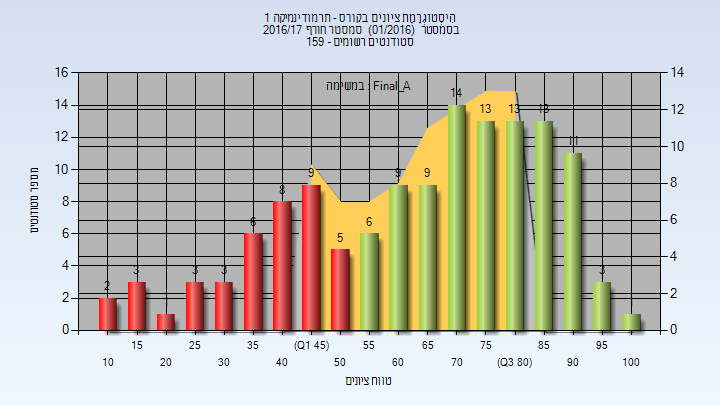 היסטוגרמת ציונים בקורס - תרמודינמיקה 1
בסמסטר (01/2016) סמסטר חורף 2016/17
סטודנטים רשומים - 159
במשימה : Final_A
16 14 12 10 8 6 4 2 0
מספר סטודנטים
14 12 10 8 6 4 2 0
2 3 3 3 6 8 9 5 6 9 9 14 13 13 13 11 3
15 25 35 (Q1 45) 55 65 75 85 95
10 20 30 40 50 60 70 (Q3 80) 90 100
טווח ציונים